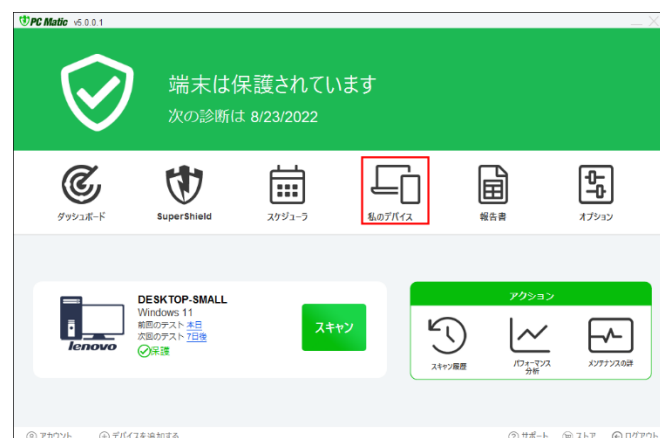 PC Matic v5.0.0.1
端末は保護されています
次の診断は 8/23/2022
ダッシュボード
SuperShield
スケジューラ
私のデバイス
報告書
オプション
DESKTOP-SMALL
Windows 11
前回のテスト 本日
次回のテスト 7日後
保護
lenovo
スキャン
アクション
スキャン履歴
パフォーマンス
分析
メンテナンスの詳
アカウント
デバイスを追加する
サポート
ストア
ログアウト